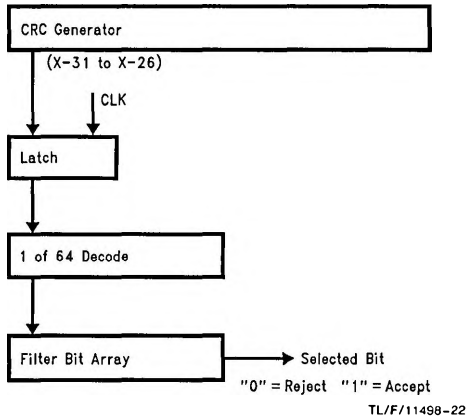 CRC Generator
(X-31 to X-26)
CLK
Latch
1 of 64 Decode
Filter Bit Array
Selected Bit
"0" = Reject "1" = Accept
TL/F/11498-22